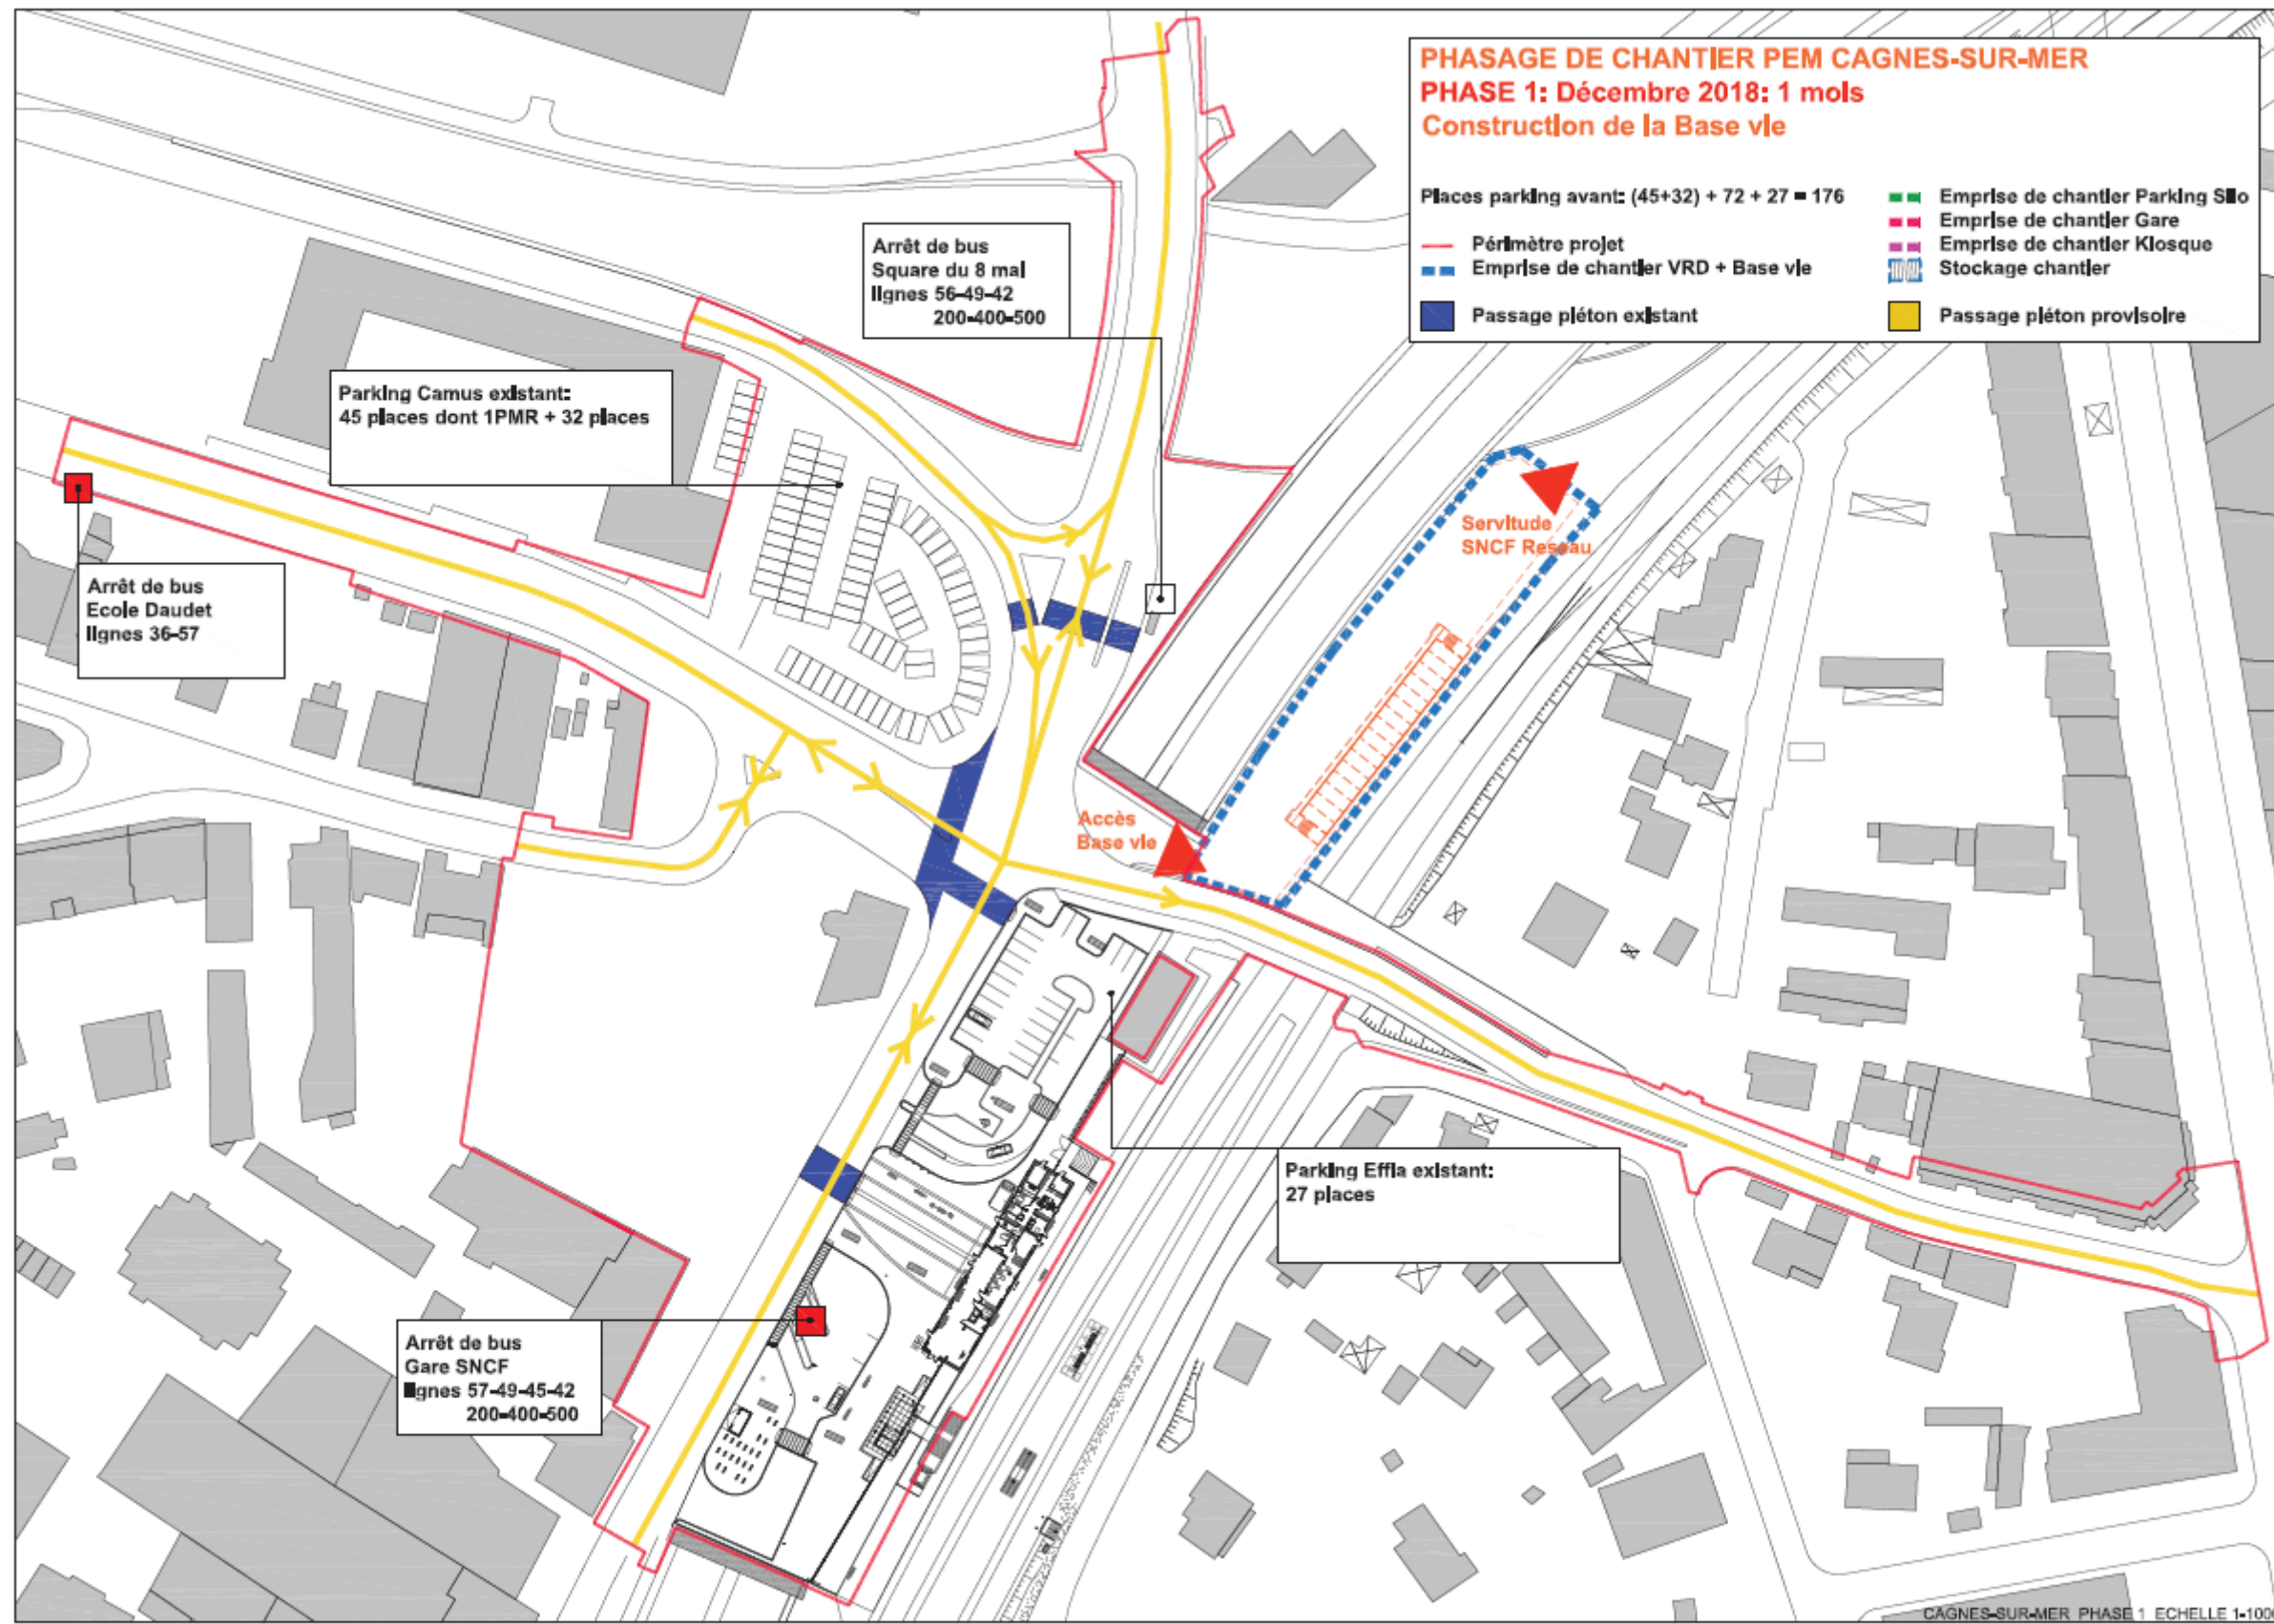 PHASAGE DE CHANTIER PEM CAGNES-SUR-MER
PHASE 1: Décembre 2018: 1 mois
Construction de la Base vie
Places parking avant: (45+32) + 72 + 27 = 176
Périmètre projet
Emprise de chantier VRD + Base vie
Passage piéton existant
Emprise de chantier Parking Silo
Emprise de chantier Gare
Emprise de chantier Kiosque
Stockage chantier
Passage piéton provisoire
Arrêt de bus
Square du 8 mai
lignes 56-49-42
200-400-500
Parking Camus existant:
45 places dont 1PMR + 32 places
Servitude
SNCF Reseau
Arrêt de bus
Ecole Daudet
lignes 36-57
Accès
Base vie
Parking Effia existant:
27 places
Arrêt de bus
Gare SNCF
lignes 57-49-45-42
200-400-500
CAGNES-SUR-MER PHASE 1 ECHELLE 1-1000